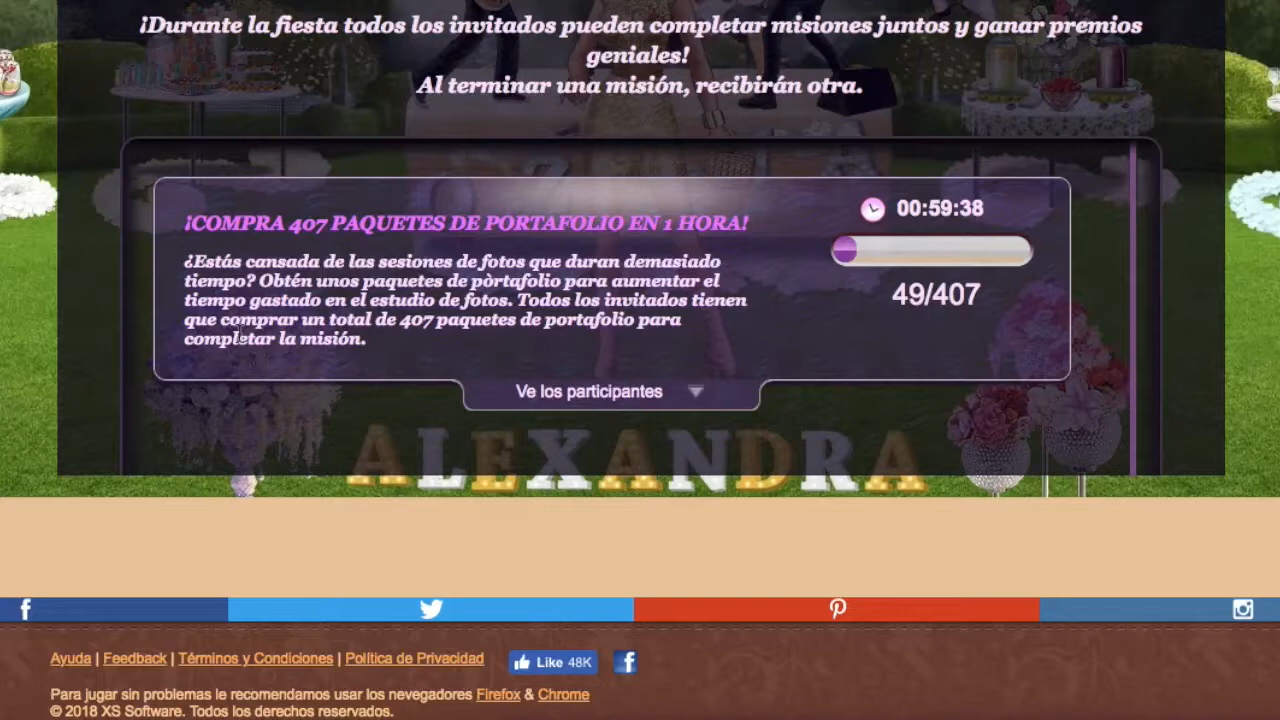 ¡Durante la fiesta todos los invitados pueden completar misiones juntos y ganar premios
geniales!
Al terminar una misión, recibirán otra.
¡COMPRA 407 PAQUETES DE PORTAFOLIO EN 1 HORA!
¿Estás cansada de las sesiones de fotos que duran demasiado
tiempo? Obtén unos paquetes de pòrtafolio para aumentar el
tiempo gastado en el estudio de fotos. Todos los invitados tienen
que comprar un total de 407 paquetes de portafolio para
completar la misión.
00:59:38
49/407
Ve los participantes
ALEXANDRA
Ayuda | Feedback | Términos y Condiciones | Política de Privacidad
Like 48K
Para jugar sin problemas le recomendamos usar los nevegadores Firefox & Chrome
© 2018 XS Software. Todos los derechos reservados.